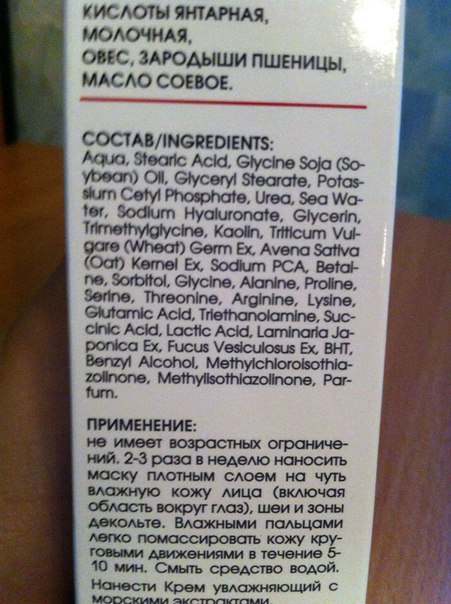 КИСЛОТЫ ЯНТАРНАЯ,
МОЛОЧНАЯ,
ОВЕС, ЗАРОДЫШИ ПШЕНИЦЫ,
МАСЛО СОЕВОЕ.
СОСТАВ/INGREDIENTS:
Aqua, Stearic Acid, Glycine Soja (So-
ybean) Oil, Glyceryl Stearate, Potas-
sium Cetyl Phosphate, Urea, Sea Wa-
ter, Sodium Hyaluronate, Glycerin,
Trimethylglycine, Kaolin, Triticum Vul-
gare (Wheat) Germ Ex, Avena Sativa
(Oat) Kernel Ex, Sodium PCA, Betai-
ne, Sorbitol, Glycine, Alanine, Proline,
Serine, Threonine, Arginine, Lysine,
Glutamic Acid, Triethanolamine, Suc-
cinic Acid, Lactic Acid, Laminaria Ja-
ponica Ex, Fucus Vesiculosus Ex, BHT,
Benzyl Alcohol, Methylchloroisothia-
zolinone, Methylisothiazolinone, Par-
fum.
ПРИМЕНЕНИЕ:
не имеет возрастных ограниче-
ний. 2-3 раза в неделю наносить
маску плотным слоем на чуть
влажную кожу лица (включая
область вокруг глаз), шеи и зоны
декольте. Влажными пальцами
легко помассировать кожу кру-
говыми движениями в течение 5-
10 мин. Смыть средство водой.
Нанести Крем увлажняющий с
морскими экстрактами.